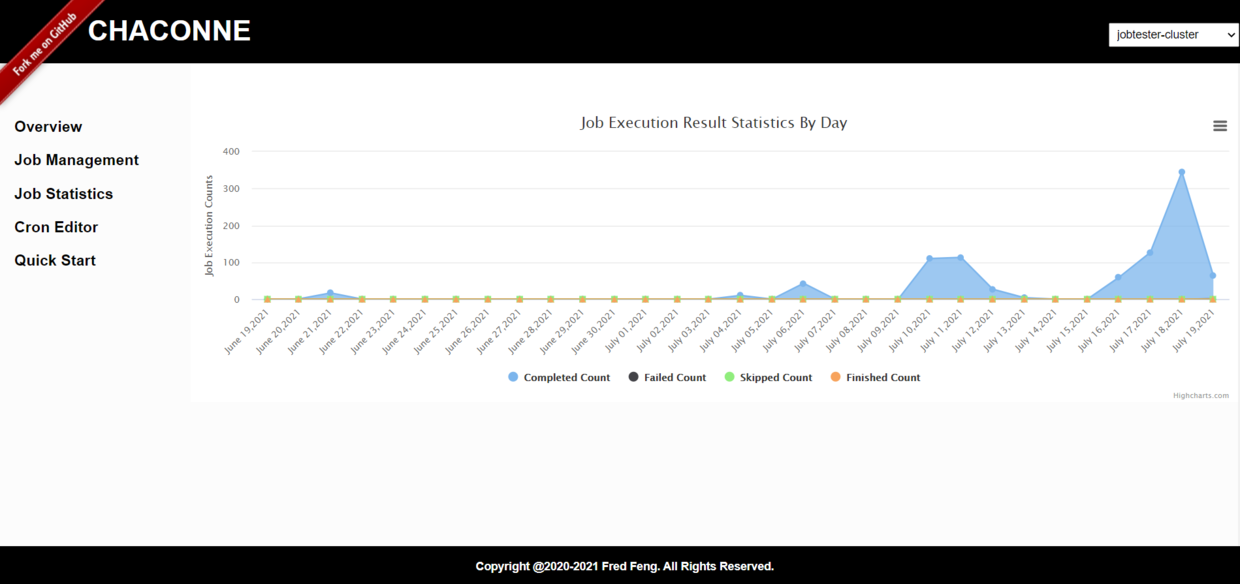 Fork me on GitHub
CHACONNE
jobtester-cluster
Overview
Job Management
Job Statistics
Cron Editor
Quick Start
Job Execution Result Statistics By Day
Job Execution Counts
400
300
200
100
0
June 19,2021
June 20,2021
June 21,2021
June 22,2021
June 23,2021
June 24,2021
June 25,2021
June 26,2021
June 27,2021
June 28,2021
June 29,2021
June 30,2021
July 01,2021
July 02,2021
July 03,2021
July 04,2021
July 05,2021
July 06,2021
July 07,2021
July 08,2021
July 09,2021
July 10,2021
July 11,2021
July 12,2021
July 13,2021
July 14,2021
July 15,2021
July 16,2021
July 17,2021
July 18,2021
July 19,2021
Completed Count Failed Count Skipped Count Finished Count
Highcharts.com
Copyright @2020-2021 Fred Feng. All Rights Reserved.